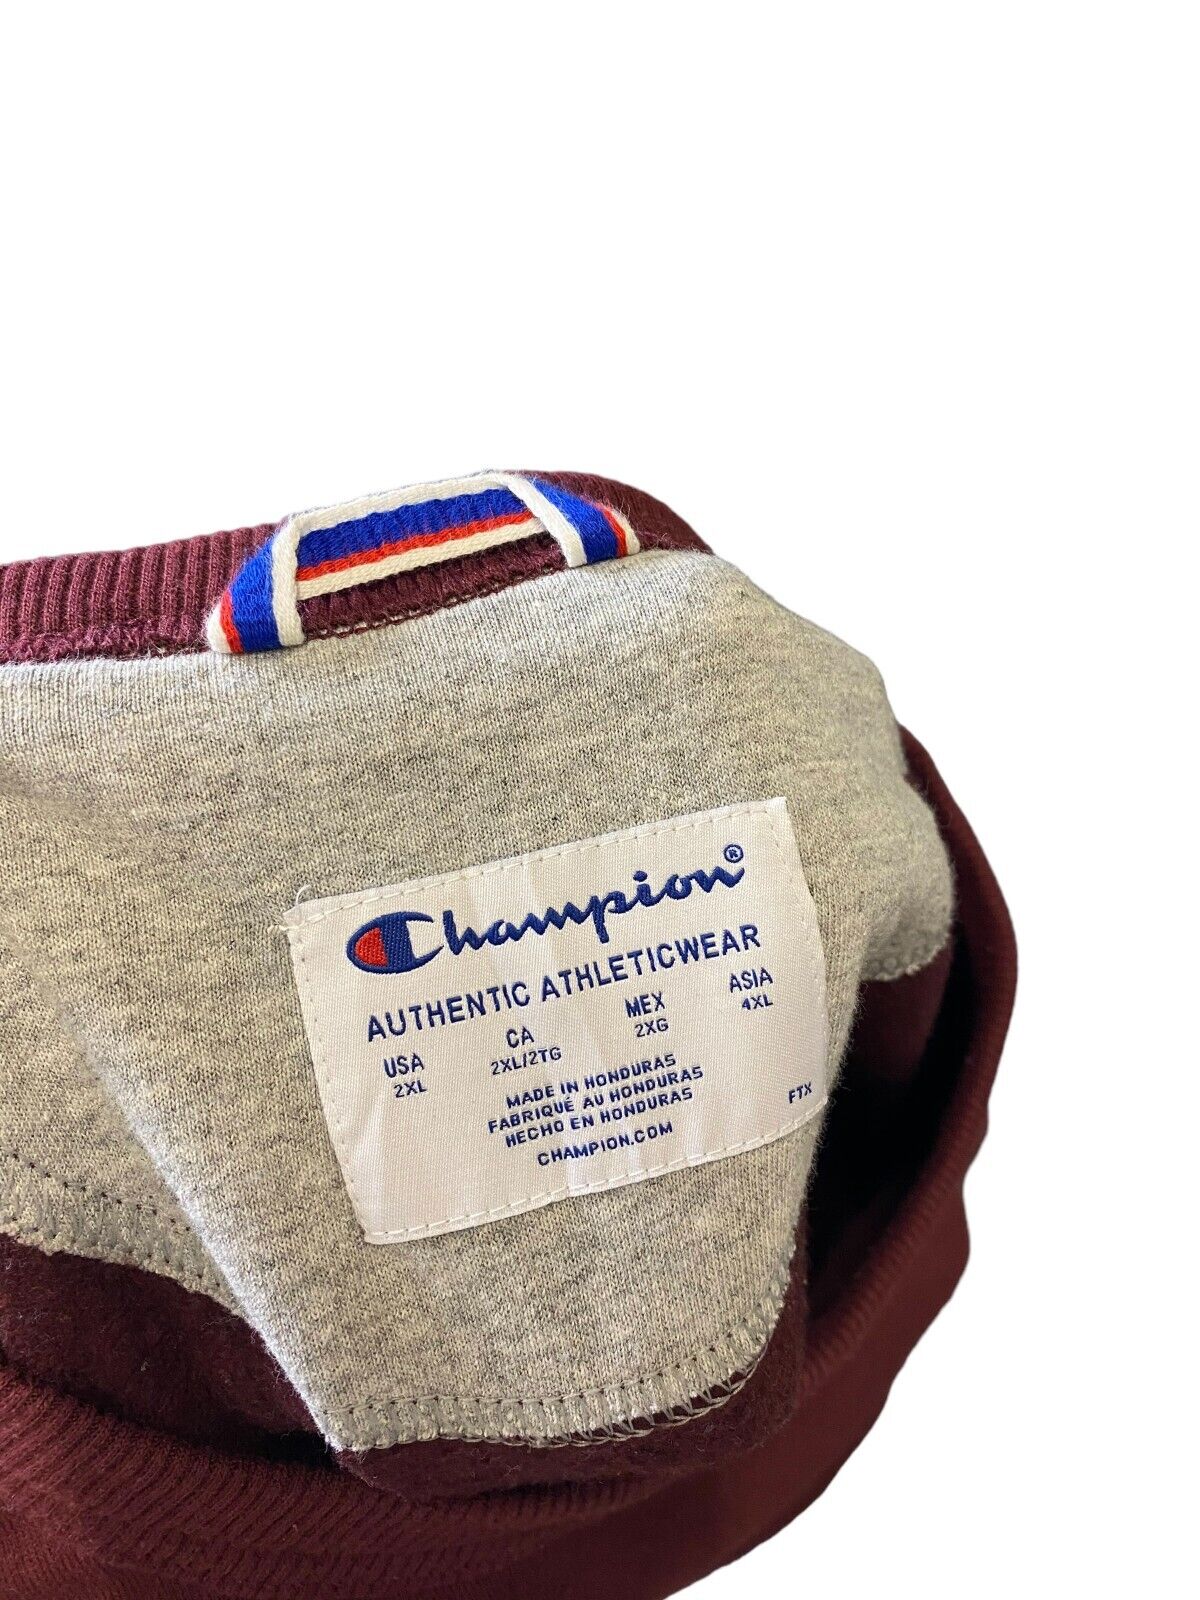 Champion®
AUTHENTIC ATHLETICWEAR
USA CA MEX ASIA
2XL 2XL/2TG 2XG 4XL
MADE IN HONDURAS
FABRIQUÉ AU HONDURAS
HECHO EN HONDURAS
CHAMPION.COM
FTX